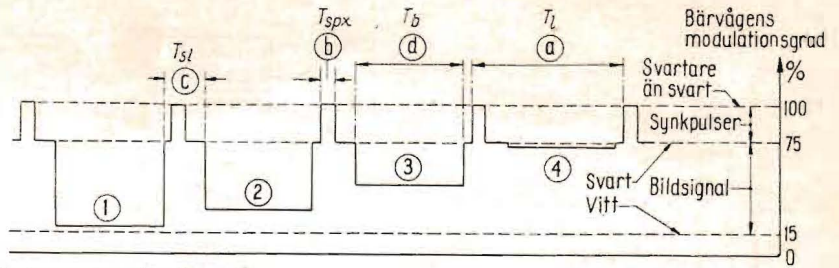 T_sl
c
T_spx
b
T_b
d
T_l
a
Bärvågens
modulationsgrad
%
Svartare
än svart
100
Synkpulser
75
Svart
Bildsignal
Vitt
15
0
1
2
3
4